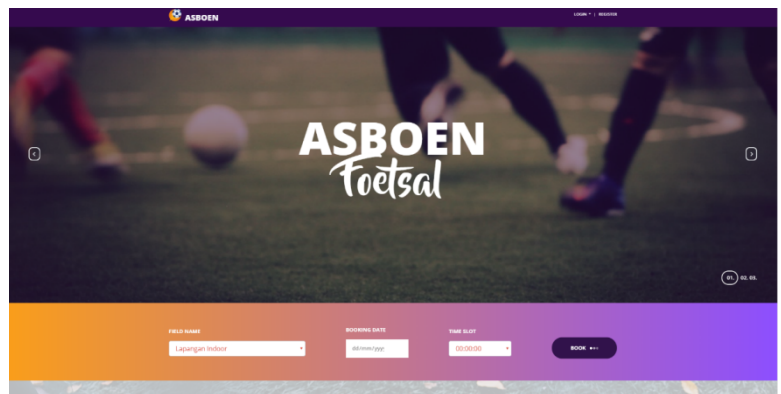 ASBOEN
LOGIN | REGISTER
ASBOEN
Foetsal
01. 02. 03.
FIELD NAME
BOOKING DATE
TIME SLOT
Lapangan Indoor
dd/mm/yyyy
00:00:00
BOOK